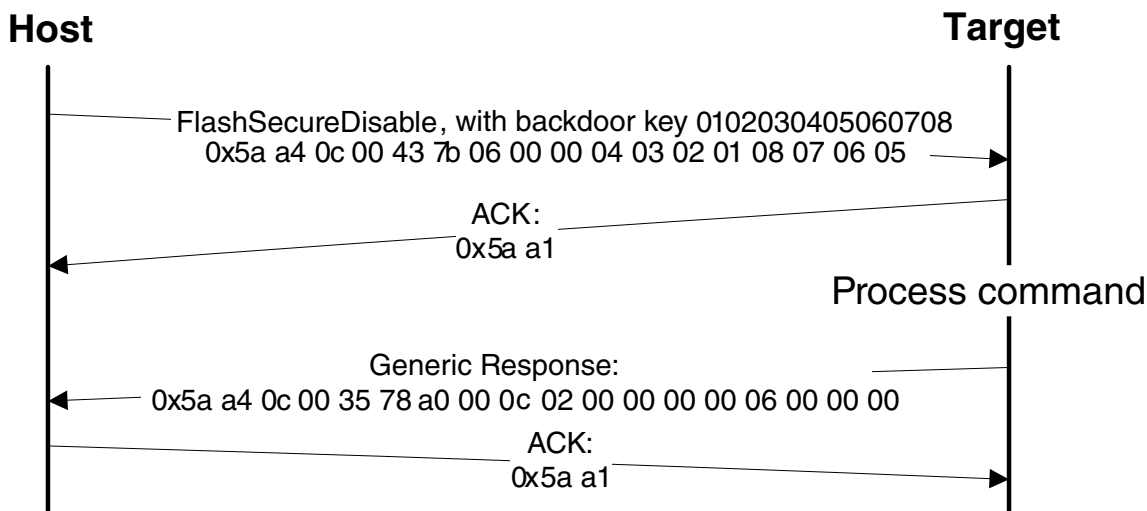 Host
Target
FlashSecureDisable, with backdoor key 0102030405060708
0x5a a4 0c 00 43 7b 06 00 00 04 03 02 01 08 07 06 05
ACK:
0x5a a1
Process command
Generic Response:
0x5a a4 0c 00 35 78 a0 00 0c 02 00 00 00 00 06 00 00 00
ACK:
0x5a a1